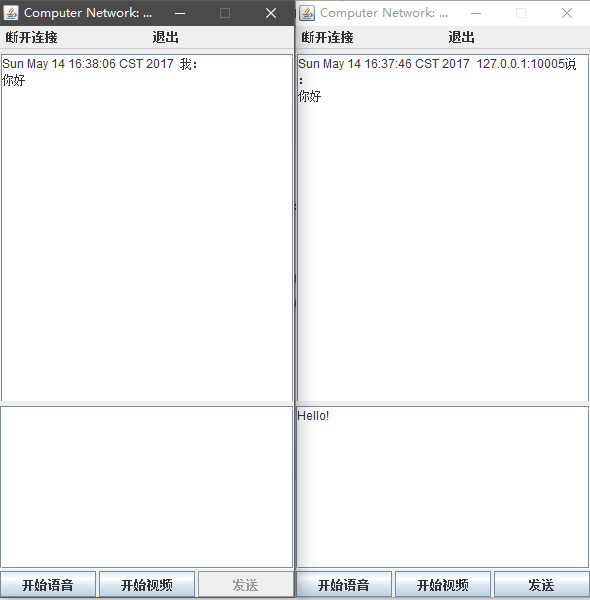 Computer Network: ...
断开连接 退出
Sun May 14 16:38:06 CST 2017 我:
你好
开始语音 开始视频 发送
Computer Network: ...
断开连接 退出
Sun May 14 16:37:46 CST 2017 127.0.0.1:10005说
:
你好
Hello!
开始语音 开始视频 发送